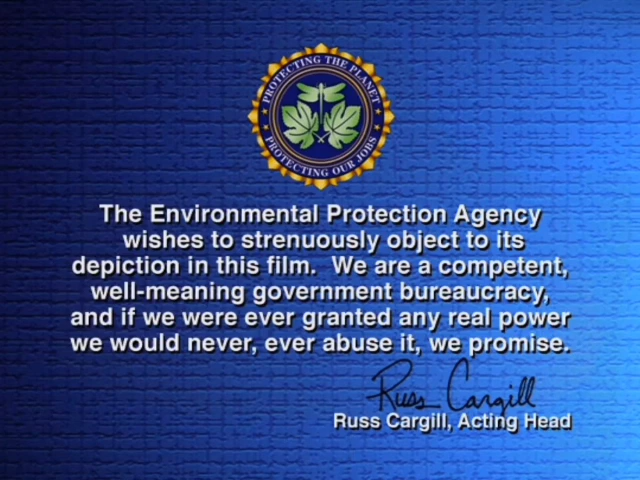 PROTECTING THE PLANET
PROTECTING OUR JOBS
The Environmental Protection Agency
wishes to strenuously object to its
depiction in this film.  We are a competent,
well-meaning government bureaucracy,
and if we were ever granted any real power
we would never, ever abuse it, we promise.
Russ Cargill
Russ Cargill, Acting Head